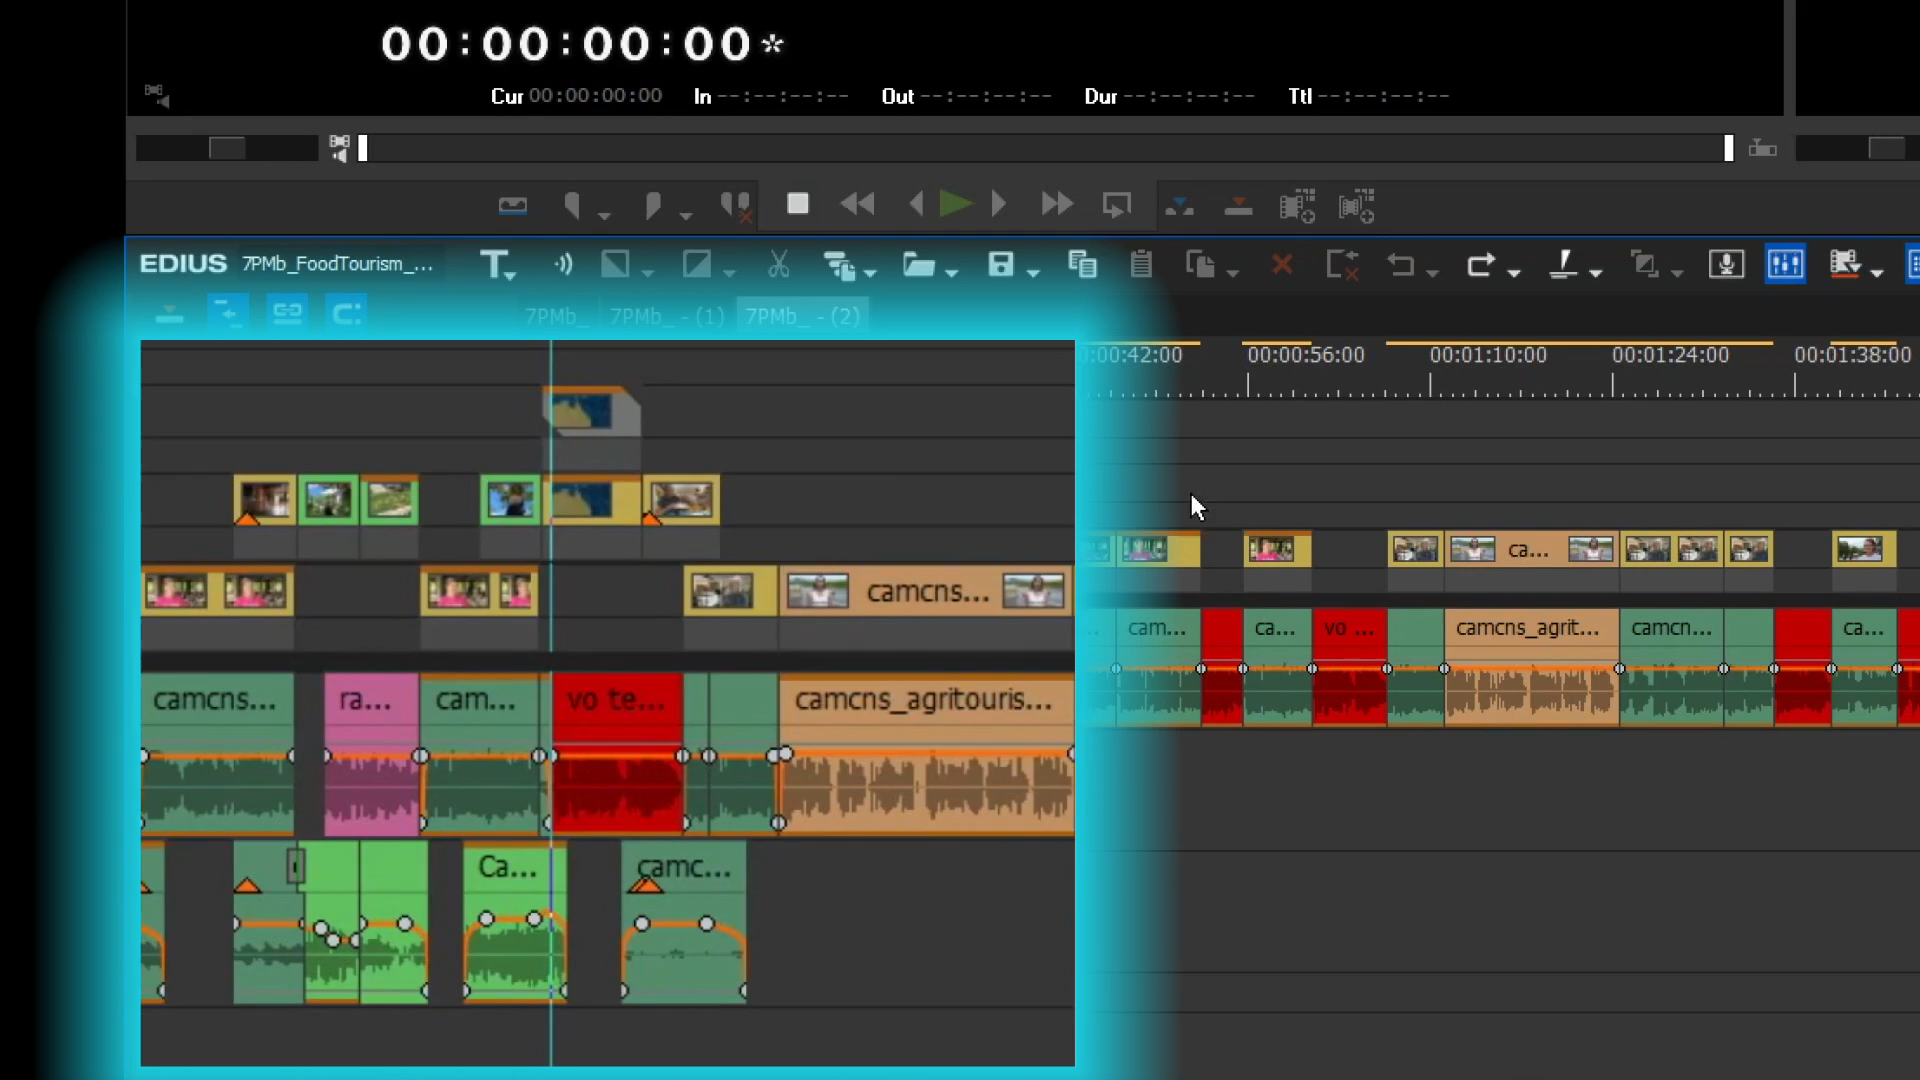 00:00:00:00*
Cur 00:00:00:00 In --:--:--:-- Out --:--:--:-- Dur --:--:--:-- Ttl --:--:--:--
EDIUS 7PMb_FoodTourism_...
7PMb_ 7PMb_ - (1) 7PMb_ - (2)
:00:42:00 00:00:56:00 00:01:10:00 00:01:24:00 00:01:38:00
ca...
camcns...
cam... ca... vo ... camcns_agrit... camcn... ca...
camcns... ra... cam... vo te... camcns_agritouris...
Ca... camc...